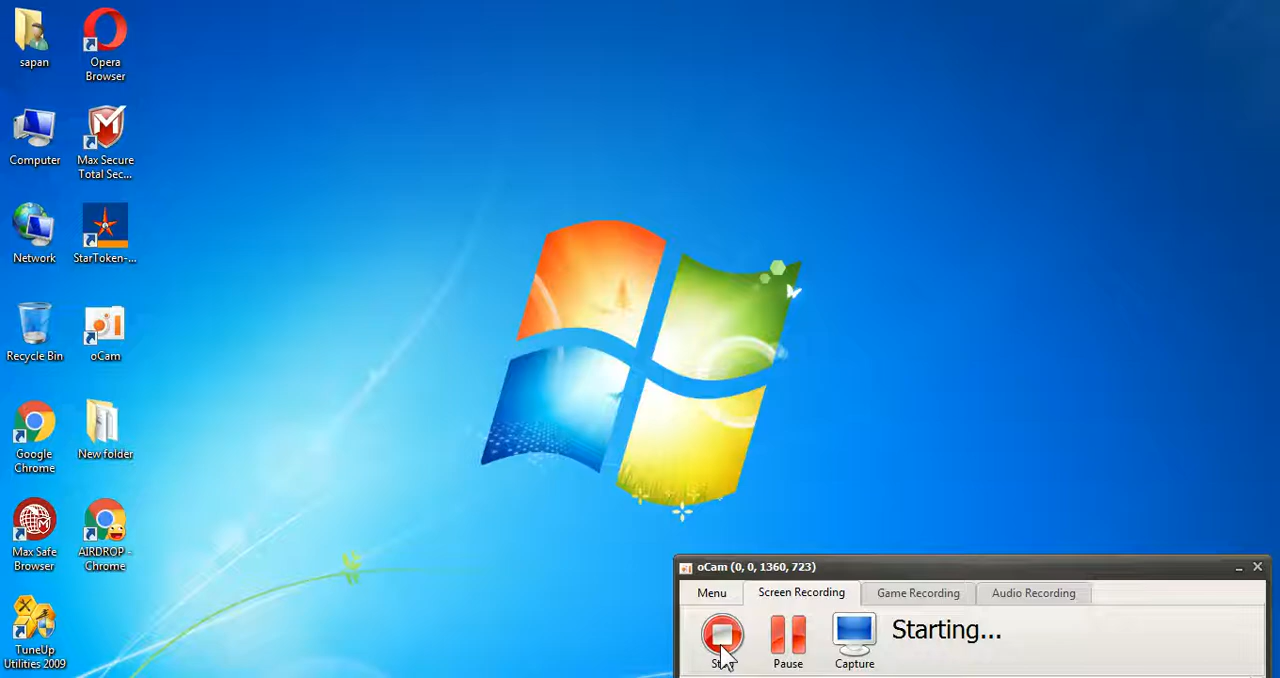 sapan
Opera
Browser
Computer
Max Secure
Total Sec...
Network
StarToken-...
Recycle Bin
oCam
Google
Chrome
New folder
Max Safe
Browser
AIRDROP -
Chrome
TuneUp
Utilities 2009
oCam (0, 0, 1360, 723)
Menu
Screen Recording
Game Recording
Audio Recording
Starting...
Pause
Capture